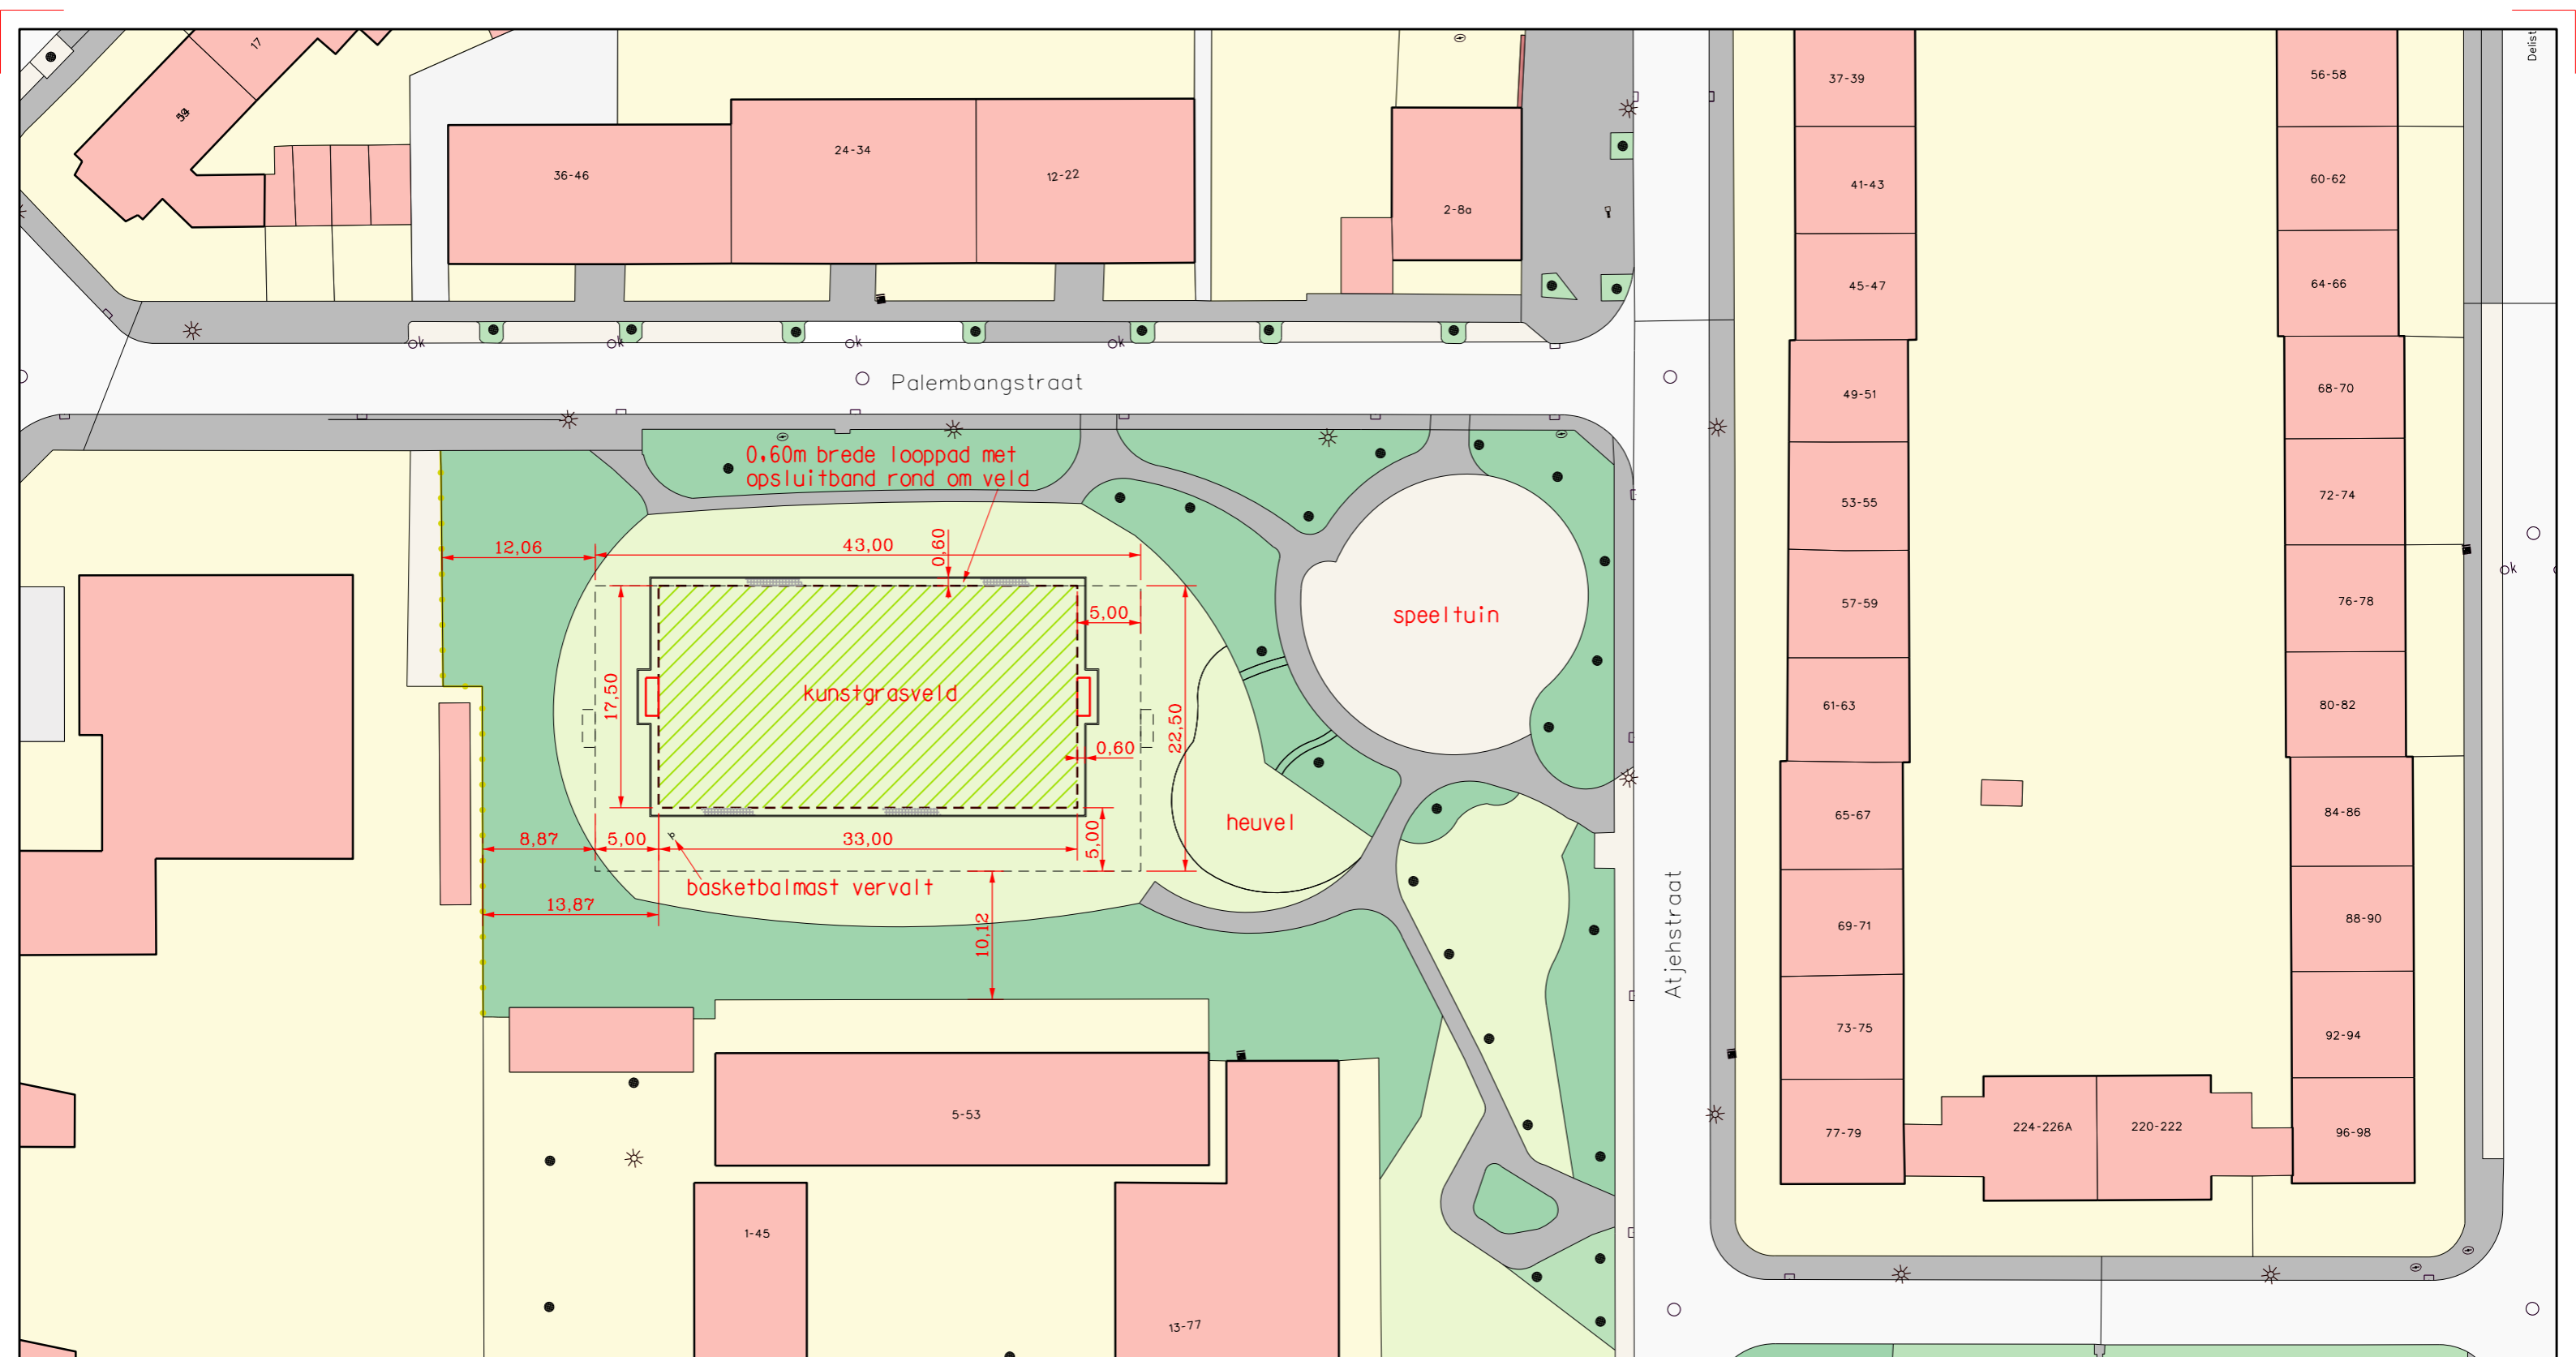 17
37-39
56-58
Delist
24-34
36-46
12-22
41-43
60-62
2-8a
45-47
64-66
k
k
k
k
Palembangstraat
49-51
68-70
0.60m brede looppad met
opsluitband rond om veld
53-55
72-74
12,06
43,00
0,60
k
5,00
speeltuin
57-59
76-78
17,50
kunstgrasveld
22,50
61-63
80-82
0,60
8,87
5,00
33,00
5,00
heuvel
65-67
84-86
basketbalmast vervalt
13,87
10,12
Atjehstraat
69-71
88-90
73-75
92-94
5-53
77-79
224-226A
220-222
96-98
1-45
13-77